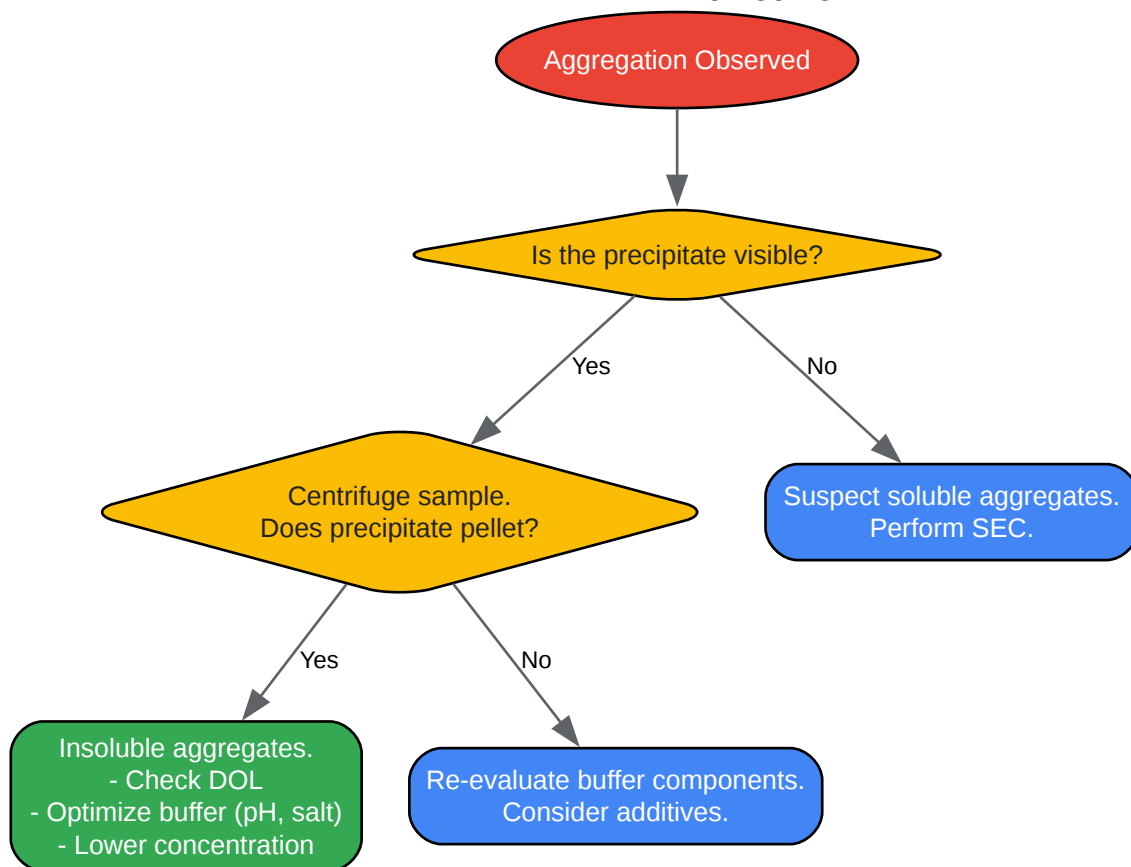 Aggregation Observed
Is the precipitate visible?
Yes
No
Centrifuge sample.
Does precipitate pellet?
Suspect soluble aggregates.
Perform SEC.
Yes
No
Insoluble aggregates.
- Check DOL
- Optimize buffer (pH, salt)
- Lower concentration
Re-evaluate buffer components.
Consider additives.